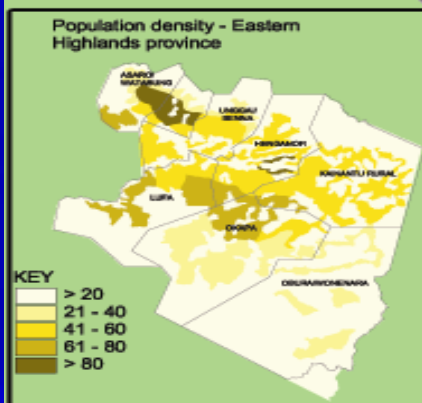 Population density - Eastern
Highlands province
ASARO/
WATABUNG
UNGGAI/
BENNA
HENGANOFI
KAINANTU RURAL
LUFA
OKAPA
OBURA/WONENARA
KEY
> 20
21 - 40
41 - 60
61 - 80
> 80